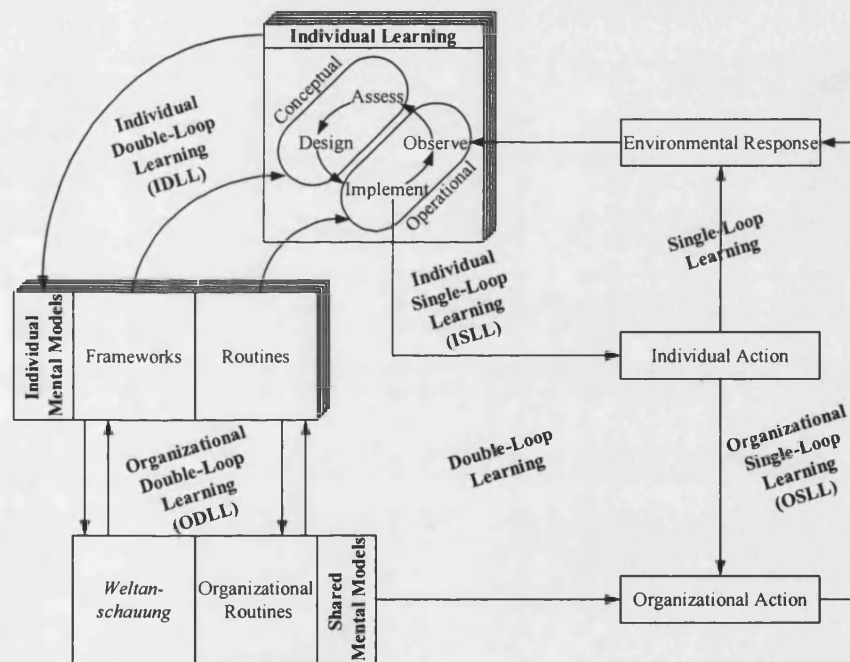 Individual Learning
Conceptual
Assess
Design
Observe
Implement
Operational
Individual
Double-Loop
Learning
(IDLL)
Environmental Response
Single-Loop
Learning
Individual
Single-Loop
Learning
(ISLL)
Individual
Mental Models
Frameworks
Routines
Individual Action
Organizational
Double-Loop
Learning
(ODLL)
Double-Loop
Learning
Organizational
Single-Loop
Learning
(OSLL)
Weltan-
schauung
Organizational
Routines
Shared
Mental Models
Organizational Action